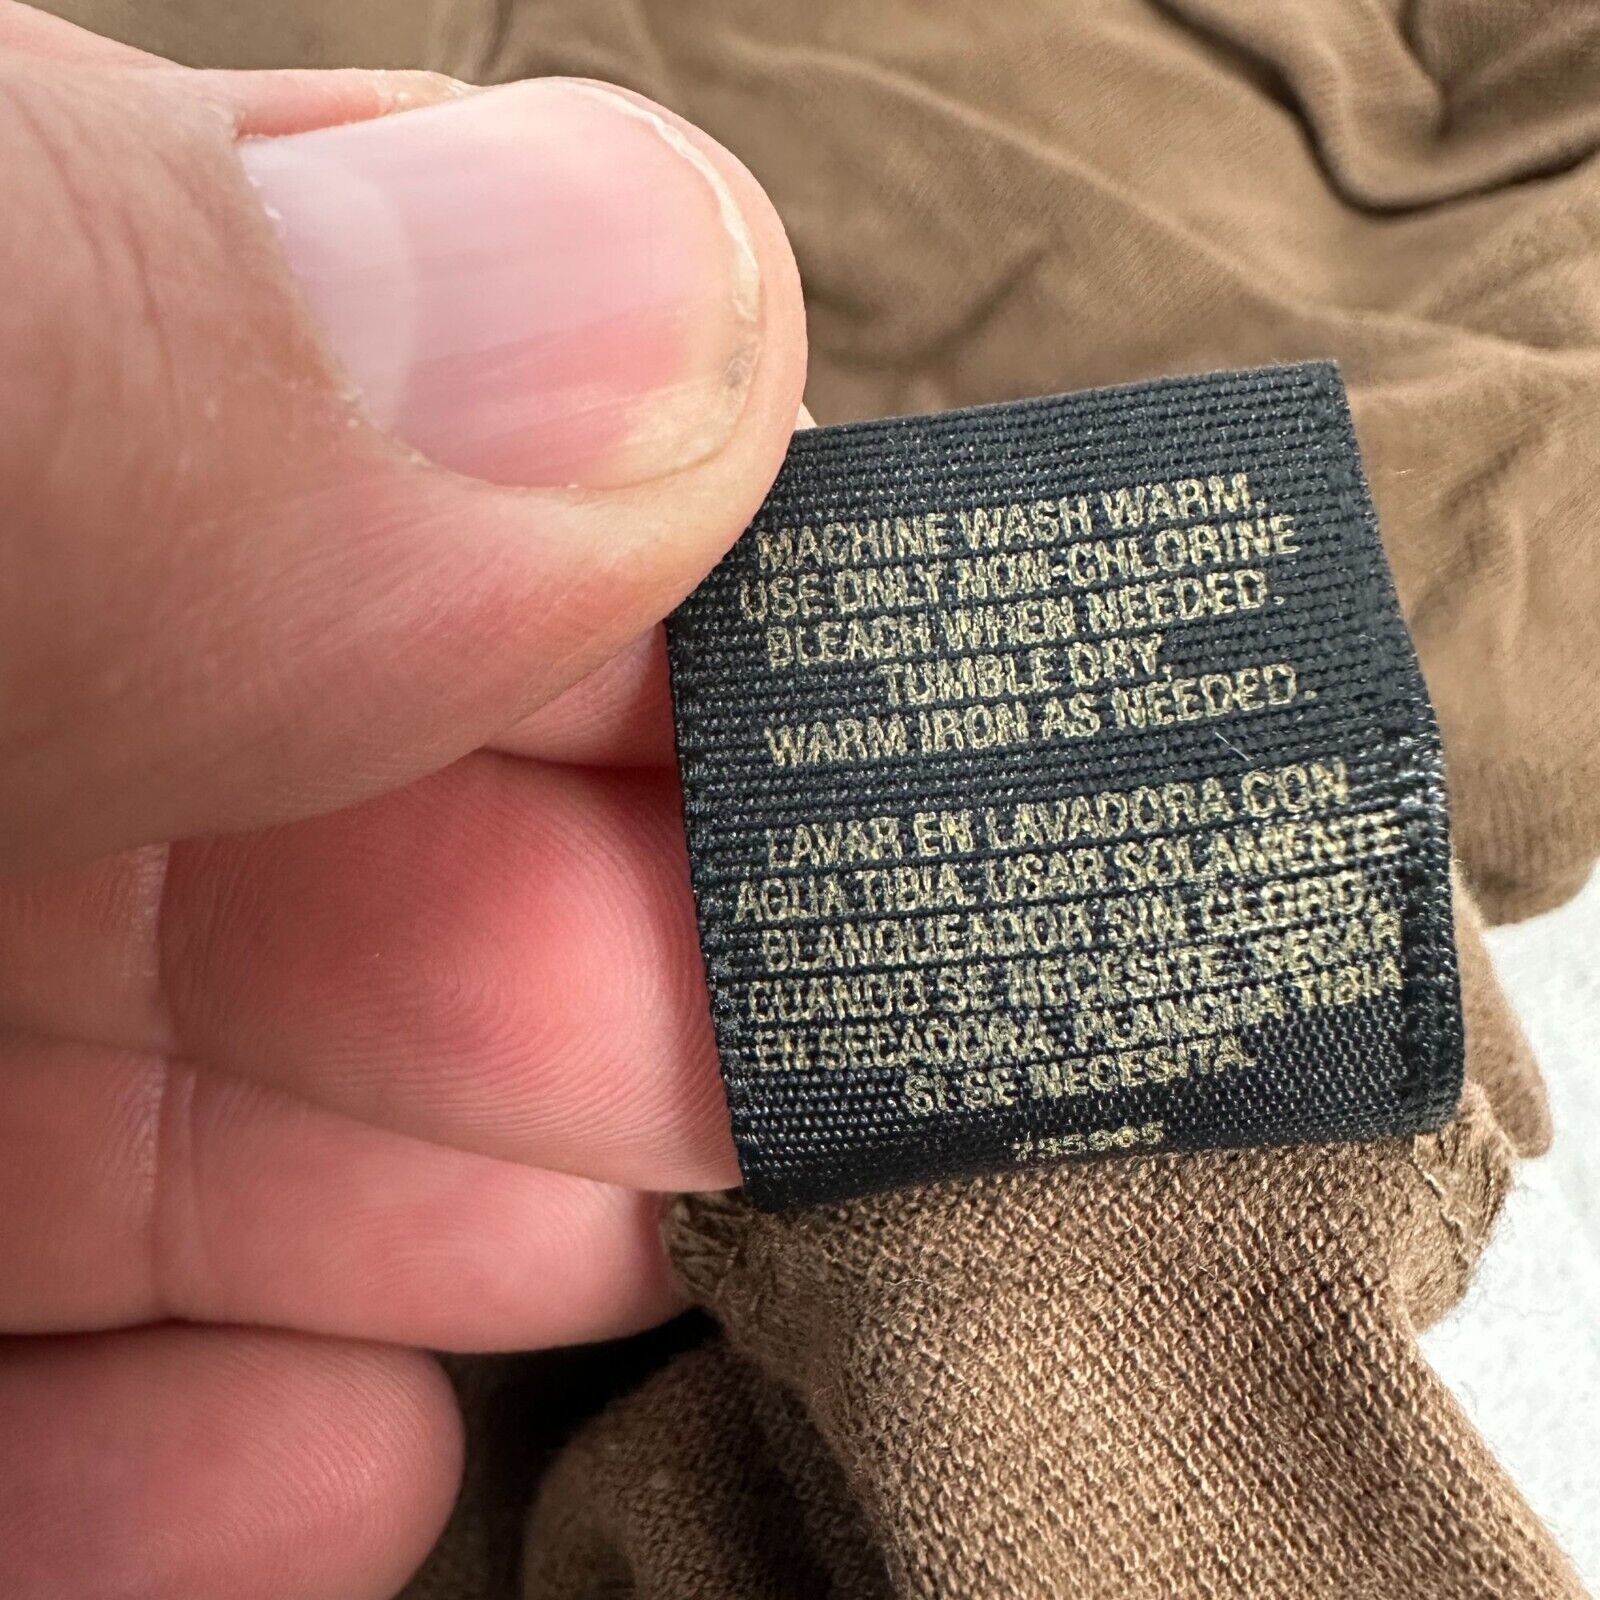 MACHINE WASH WARM.
USE ONLY NON-CHLORINE
BLEACH WHEN NEEDED.
TUMBLE DRY,
WARM IRON AS NEEDED.
LAVAR EN LAVADORA CON
AGUA TIBIA. USAR SOLAMENTE
BLANQUEADOR SIN CLORO,
CUANDO SE NECESITE. SECAR
EN SECADORA. PLANCHA TIBIA
SI SE NECESITA.